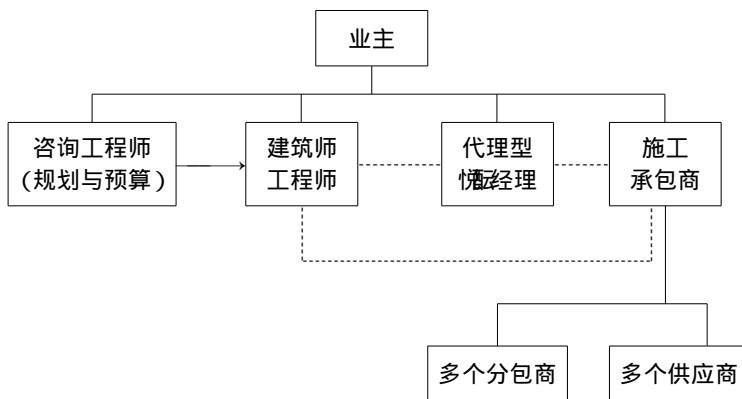 业主
咨询工程师
(规划与预算)
建筑师
工程师
代理型
经理
施工
承包商
多个分包商
多个供应商